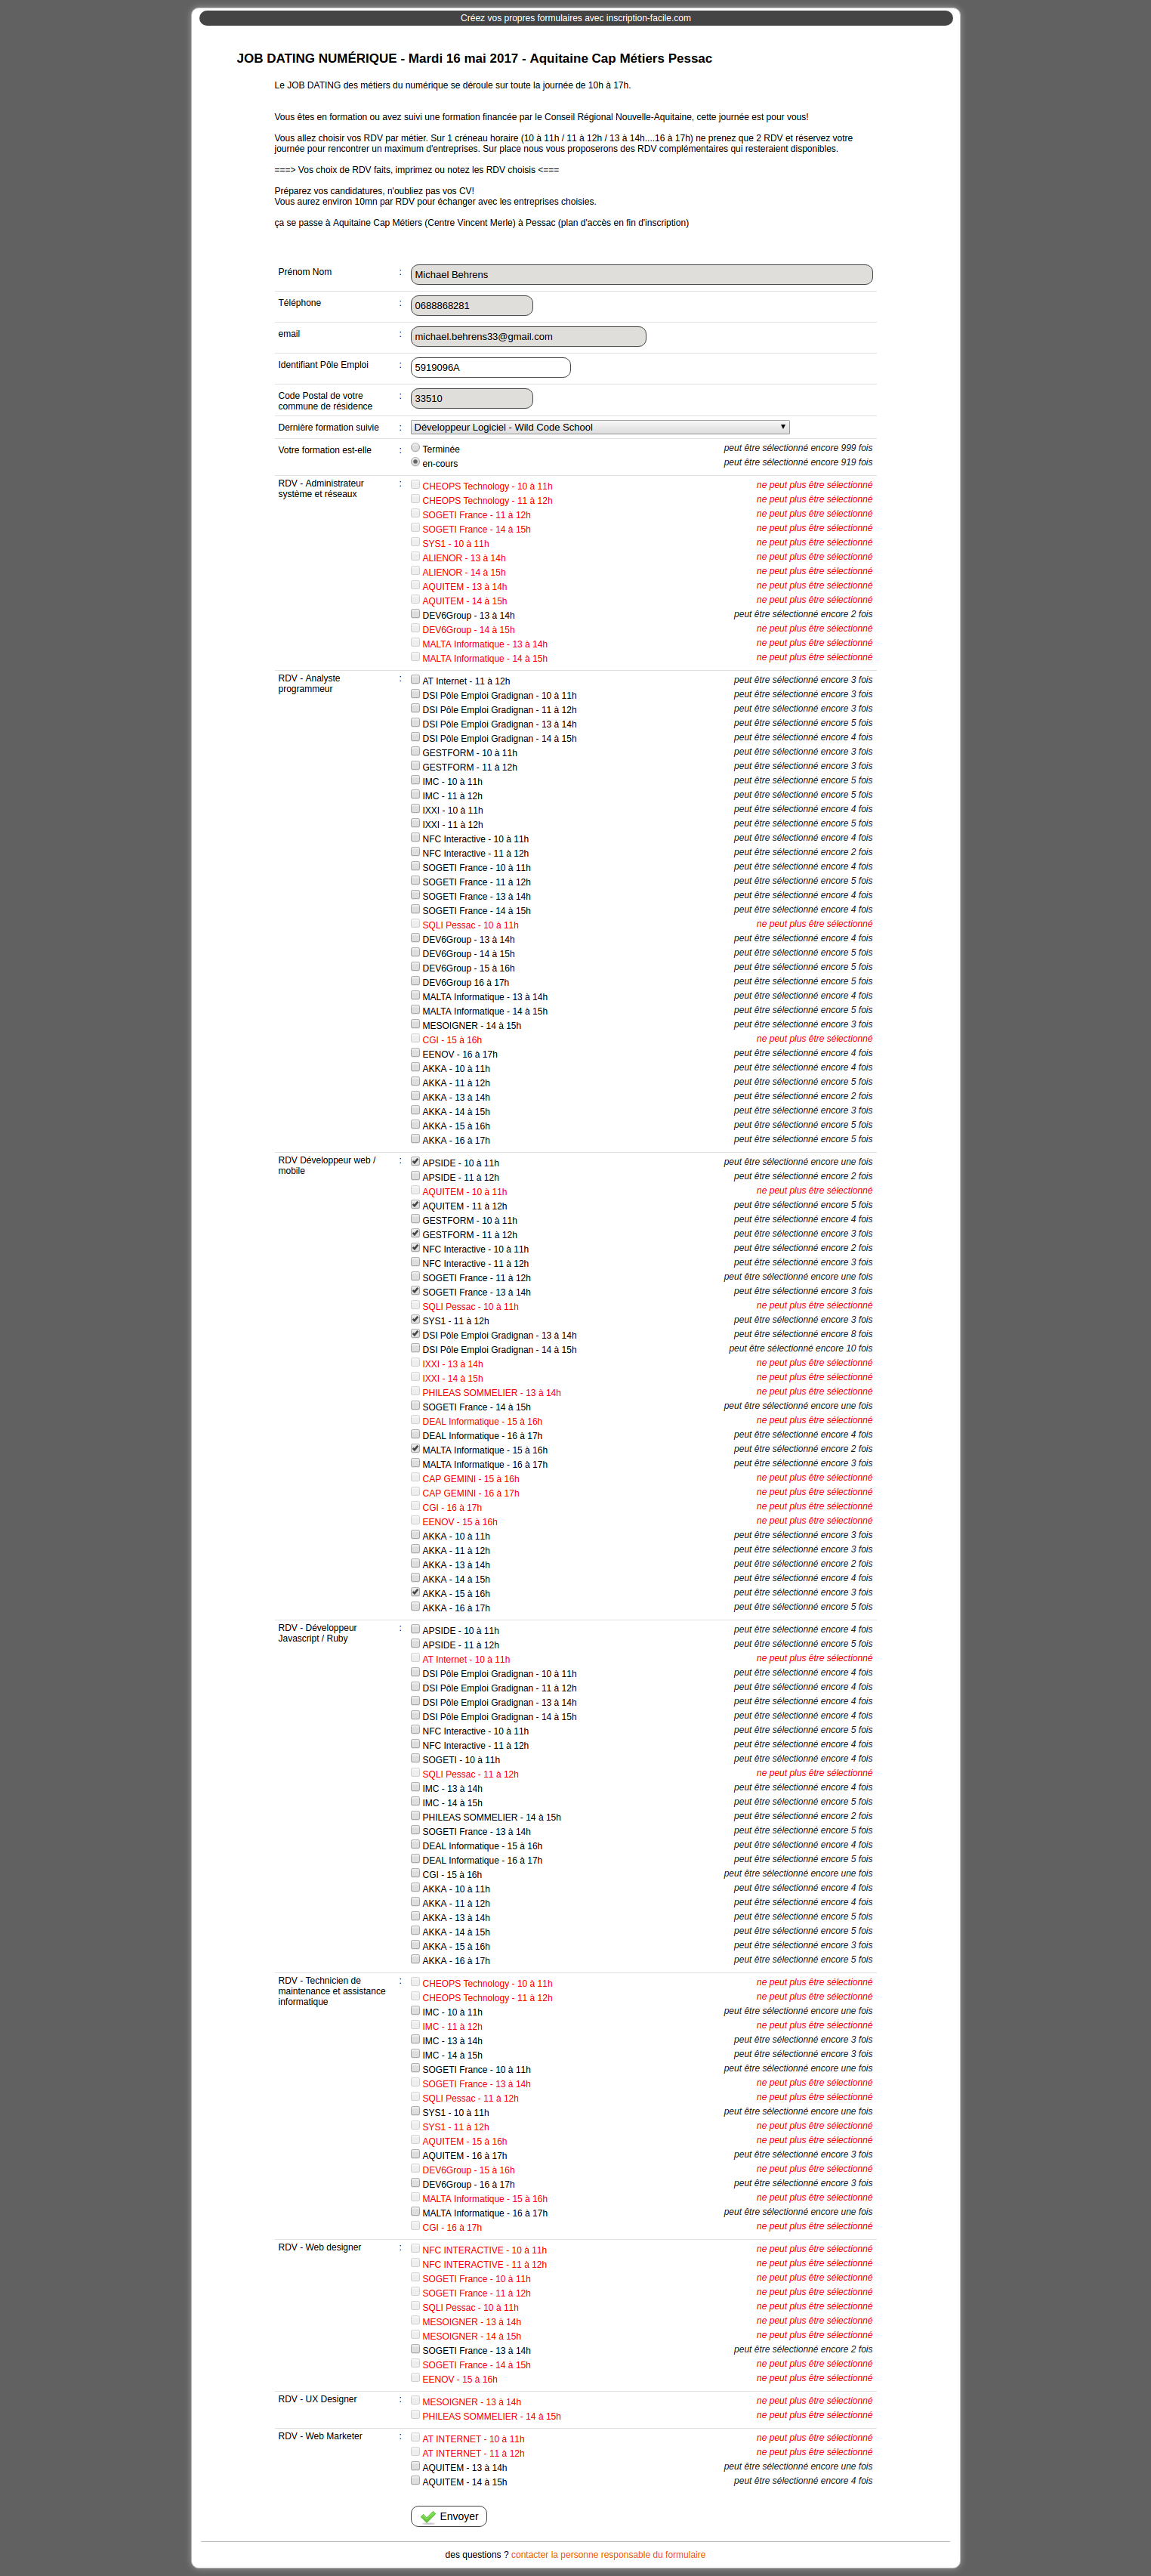 Créez vos propres formulaires avec inscription-facile.com
JOB DATING NUMÉRIQUE - Mardi 16 mai 2017 - Aquitaine Cap Métiers Pessac
Le JOB DATING des métiers du numérique se déroule sur toute la journée de 10h à 17h.
Vous êtes en formation ou avez suivi une formation financée par le Conseil Régional Nouvelle-Aquitaine, cette journée est pour vous!
Vous allez choisir vos RDV par métier. Sur 1 créneau horaire (10 à 11h / 11 à 12h / 13 à 14h....16 à 17h) ne prenez que 2 RDV et réservez votre
journée pour rencontrer un maximum d'entreprises. Sur place nous vous proposerons des RDV complémentaires qui resteraient disponibles.
===> Vos choix de RDV faits, imprimez ou notez les RDV choisis <===
Préparez vos candidatures, n'oubliez pas vos CV!
Vous aurez environ 10mn par RDV pour échanger avec les entreprises choisies.
ça se passe à Aquitaine Cap Métiers (Centre Vincent Merle) à Pessac (plan d'accès en fin d'inscription)
Prénom Nom : Michael Behrens
Téléphone : 0688868281
email : michael.behrens33@gmail.com
Identifiant Pôle Emploi : 5919096A
Code Postal de votre : 33510
commune de résidence
Dernière formation suivie : Développeur Logiciel - Wild Code School
Votre formation est-elle : Terminée peut être sélectionné encore 999 fois
en-cours peut être sélectionné encore 919 fois
RDV - Administrateur : CHEOPS Technology - 10 à 11h ne peut plus être sélectionné
système et réseaux CHEOPS Technology - 11 à 12h ne peut plus être sélectionné
SOGETI France - 11 à 12h ne peut plus être sélectionné
SOGETI France - 14 à 15h ne peut plus être sélectionné
SYS1 - 10 à 11h ne peut plus être sélectionné
ALIENOR - 13 à 14h ne peut plus être sélectionné
ALIENOR - 14 à 15h ne peut plus être sélectionné
AQUITEM - 13 à 14h ne peut plus être sélectionné
AQUITEM - 14 à 15h ne peut plus être sélectionné
DEV6Group - 13 à 14h peut être sélectionné encore 2 fois
DEV6Group - 14 à 15h ne peut plus être sélectionné
MALTA Informatique - 13 à 14h ne peut plus être sélectionné
MALTA Informatique - 14 à 15h ne peut plus être sélectionné
RDV - Analyste : AT Internet - 11 à 12h peut être sélectionné encore 3 fois
programmeur DSI Pôle Emploi Gradignan - 10 à 11h peut être sélectionné encore 3 fois
DSI Pôle Emploi Gradignan - 11 à 12h peut être sélectionné encore 3 fois
DSI Pôle Emploi Gradignan - 13 à 14h peut être sélectionné encore 5 fois
DSI Pôle Emploi Gradignan - 14 à 15h peut être sélectionné encore 4 fois
GESTFORM - 10 à 11h peut être sélectionné encore 3 fois
GESTFORM - 11 à 12h peut être sélectionné encore 3 fois
IMC - 10 à 11h peut être sélectionné encore 5 fois
IMC - 11 à 12h peut être sélectionné encore 5 fois
IXXI - 10 à 11h peut être sélectionné encore 4 fois
IXXI - 11 à 12h peut être sélectionné encore 5 fois
NFC Interactive - 10 à 11h peut être sélectionné encore 4 fois
NFC Interactive - 11 à 12h peut être sélectionné encore 2 fois
SOGETI France - 10 à 11h peut être sélectionné encore 4 fois
SOGETI France - 11 à 12h peut être sélectionné encore 5 fois
SOGETI France - 13 à 14h peut être sélectionné encore 4 fois
SOGETI France - 14 à 15h peut être sélectionné encore 4 fois
SQLI Pessac - 10 à 11h ne peut plus être sélectionné
DEV6Group - 13 à 14h peut être sélectionné encore 4 fois
DEV6Group - 14 à 15h peut être sélectionné encore 5 fois
DEV6Group - 15 à 16h peut être sélectionné encore 5 fois
DEV6Group 16 à 17h peut être sélectionné encore 5 fois
MALTA Informatique - 13 à 14h peut être sélectionné encore 4 fois
MALTA Informatique - 14 à 15h peut être sélectionné encore 5 fois
MESOIGNER - 14 à 15h peut être sélectionné encore 3 fois
CGI - 15 à 16h ne peut plus être sélectionné
EENOV - 16 à 17h peut être sélectionné encore 4 fois
AKKA - 10 à 11h peut être sélectionné encore 4 fois
AKKA - 11 à 12h peut être sélectionné encore 5 fois
AKKA - 13 à 14h peut être sélectionné encore 2 fois
AKKA - 14 à 15h peut être sélectionné encore 3 fois
AKKA - 15 à 16h peut être sélectionné encore 5 fois
AKKA - 16 à 17h peut être sélectionné encore 5 fois
RDV Développeur web / : APSIDE - 10 à 11h peut être sélectionné encore une fois
mobile APSIDE - 11 à 12h peut être sélectionné encore 2 fois
AQUITEM - 10 à 11h ne peut plus être sélectionné
AQUITEM - 11 à 12h peut être sélectionné encore 5 fois
GESTFORM - 10 à 11h peut être sélectionné encore 4 fois
GESTFORM - 11 à 12h peut être sélectionné encore 3 fois
NFC Interactive - 10 à 11h peut être sélectionné encore 2 fois
NFC Interactive - 11 à 12h peut être sélectionné encore 3 fois
SOGETI France - 11 à 12h peut être sélectionné encore une fois
SOGETI France - 13 à 14h peut être sélectionné encore 3 fois
SQLI Pessac - 10 à 11h ne peut plus être sélectionné
SYS1 - 11 à 12h peut être sélectionné encore 3 fois
DSI Pôle Emploi Gradignan - 13 à 14h peut être sélectionné encore 8 fois
DSI Pôle Emploi Gradignan - 14 à 15h peut être sélectionné encore 10 fois
IXXI - 13 à 14h ne peut plus être sélectionné
IXXI - 14 à 15h ne peut plus être sélectionné
PHILEAS SOMMELIER - 13 à 14h ne peut plus être sélectionné
SOGETI France - 14 à 15h peut être sélectionné encore une fois
DEAL Informatique - 15 à 16h ne peut plus être sélectionné
DEAL Informatique - 16 à 17h peut être sélectionné encore 4 fois
MALTA Informatique - 15 à 16h peut être sélectionné encore 2 fois
MALTA Informatique - 16 à 17h peut être sélectionné encore 3 fois
CAP GEMINI - 15 à 16h ne peut plus être sélectionné
CAP GEMINI - 16 à 17h ne peut plus être sélectionné
CGI - 16 à 17h ne peut plus être sélectionné
EENOV - 15 à 16h ne peut plus être sélectionné
AKKA - 10 à 11h peut être sélectionné encore 3 fois
AKKA - 11 à 12h peut être sélectionné encore 3 fois
AKKA - 13 à 14h peut être sélectionné encore 2 fois
AKKA - 14 à 15h peut être sélectionné encore 4 fois
AKKA - 15 à 16h peut être sélectionné encore 3 fois
AKKA - 16 à 17h peut être sélectionné encore 5 fois
RDV - Développeur : APSIDE - 10 à 11h peut être sélectionné encore 4 fois
Javascript / Ruby APSIDE - 11 à 12h peut être sélectionné encore 5 fois
AT Internet - 10 à 11h ne peut plus être sélectionné
DSI Pôle Emploi Gradignan - 10 à 11h peut être sélectionné encore 4 fois
DSI Pôle Emploi Gradignan - 11 à 12h peut être sélectionné encore 4 fois
DSI Pôle Emploi Gradignan - 13 à 14h peut être sélectionné encore 4 fois
DSI Pôle Emploi Gradignan - 14 à 15h peut être sélectionné encore 4 fois
NFC Interactive - 10 à 11h peut être sélectionné encore 5 fois
NFC Interactive - 11 à 12h peut être sélectionné encore 4 fois
SOGETI - 10 à 11h peut être sélectionné encore 4 fois
SQLI Pessac - 11 à 12h ne peut plus être sélectionné
IMC - 13 à 14h peut être sélectionné encore 4 fois
IMC - 14 à 15h peut être sélectionné encore 5 fois
PHILEAS SOMMELIER - 14 à 15h peut être sélectionné encore 2 fois
SOGETI France - 13 à 14h peut être sélectionné encore 5 fois
DEAL Informatique - 15 à 16h peut être sélectionné encore 4 fois
DEAL Informatique - 16 à 17h peut être sélectionné encore 5 fois
CGI - 15 à 16h peut être sélectionné encore une fois
AKKA - 10 à 11h peut être sélectionné encore 4 fois
AKKA - 11 à 12h peut être sélectionné encore 4 fois
AKKA - 13 à 14h peut être sélectionné encore 5 fois
AKKA - 14 à 15h peut être sélectionné encore 5 fois
AKKA - 15 à 16h peut être sélectionné encore 3 fois
AKKA - 16 à 17h peut être sélectionné encore 5 fois
RDV - Technicien de : CHEOPS Technology - 10 à 11h ne peut plus être sélectionné
maintenance et assistance CHEOPS Technology - 11 à 12h ne peut plus être sélectionné
informatique IMC - 10 à 11h peut être sélectionné encore une fois
IMC - 11 à 12h ne peut plus être sélectionné
IMC - 13 à 14h peut être sélectionné encore 3 fois
IMC - 14 à 15h peut être sélectionné encore 3 fois
SOGETI France - 10 à 11h peut être sélectionné encore une fois
SOGETI France - 13 à 14h ne peut plus être sélectionné
SQLI Pessac - 11 à 12h ne peut plus être sélectionné
SYS1 - 10 à 11h peut être sélectionné encore une fois
SYS1 - 11 à 12h ne peut plus être sélectionné
AQUITEM - 15 à 16h ne peut plus être sélectionné
AQUITEM - 16 à 17h peut être sélectionné encore 3 fois
DEV6Group - 15 à 16h ne peut plus être sélectionné
DEV6Group - 16 à 17h peut être sélectionné encore 3 fois
MALTA Informatique - 15 à 16h ne peut plus être sélectionné
MALTA Informatique - 16 à 17h peut être sélectionné encore une fois
CGI - 16 à 17h ne peut plus être sélectionné
RDV - Web designer : NFC INTERACTIVE - 10 à 11h ne peut plus être sélectionné
NFC INTERACTIVE - 11 à 12h ne peut plus être sélectionné
SOGETI France - 10 à 11h ne peut plus être sélectionné
SOGETI France - 11 à 12h ne peut plus être sélectionné
SQLI Pessac - 10 à 11h ne peut plus être sélectionné
MESOIGNER - 13 à 14h ne peut plus être sélectionné
MESOIGNER - 14 à 15h ne peut plus être sélectionné
SOGETI France - 13 à 14h peut être sélectionné encore 2 fois
SOGETI France - 14 à 15h ne peut plus être sélectionné
EENOV - 15 à 16h ne peut plus être sélectionné
RDV - UX Designer : MESOIGNER - 13 à 14h ne peut plus être sélectionné
PHILEAS SOMMELIER - 14 à 15h ne peut plus être sélectionné
RDV - Web Marketer : AT INTERNET - 10 à 11h ne peut plus être sélectionné
AT INTERNET - 11 à 12h ne peut plus être sélectionné
AQUITEM - 13 à 14h peut être sélectionné encore une fois
AQUITEM - 14 à 15h peut être sélectionné encore 4 fois
Envoyer
des questions ? contacter la personne responsable du formulaire